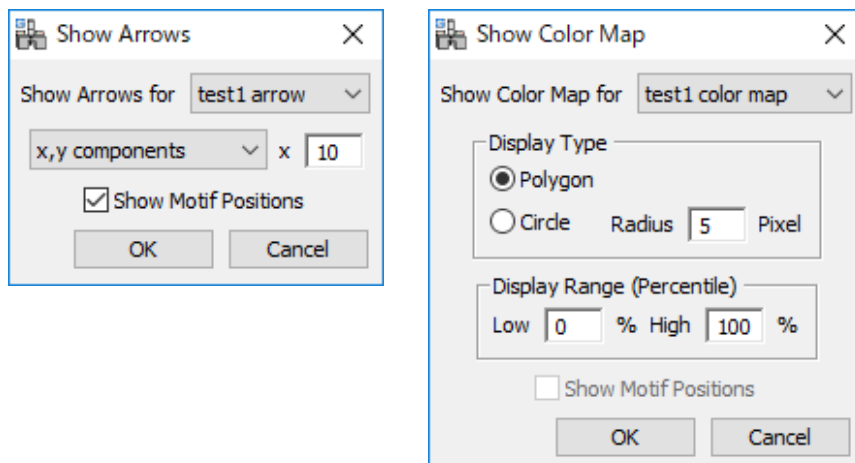 Show Arrows
Show Arrows for test1 arrow
x,y components x 10
Show Motif Positions
OK Cancel
Show Color Map
Show Color Map for test1 color map
Display Type
Polygon
Circle Radius 5 Pixel
Display Range (Percentile)
Low 0 % High 100 %
Show Motif Positions
OK Cancel